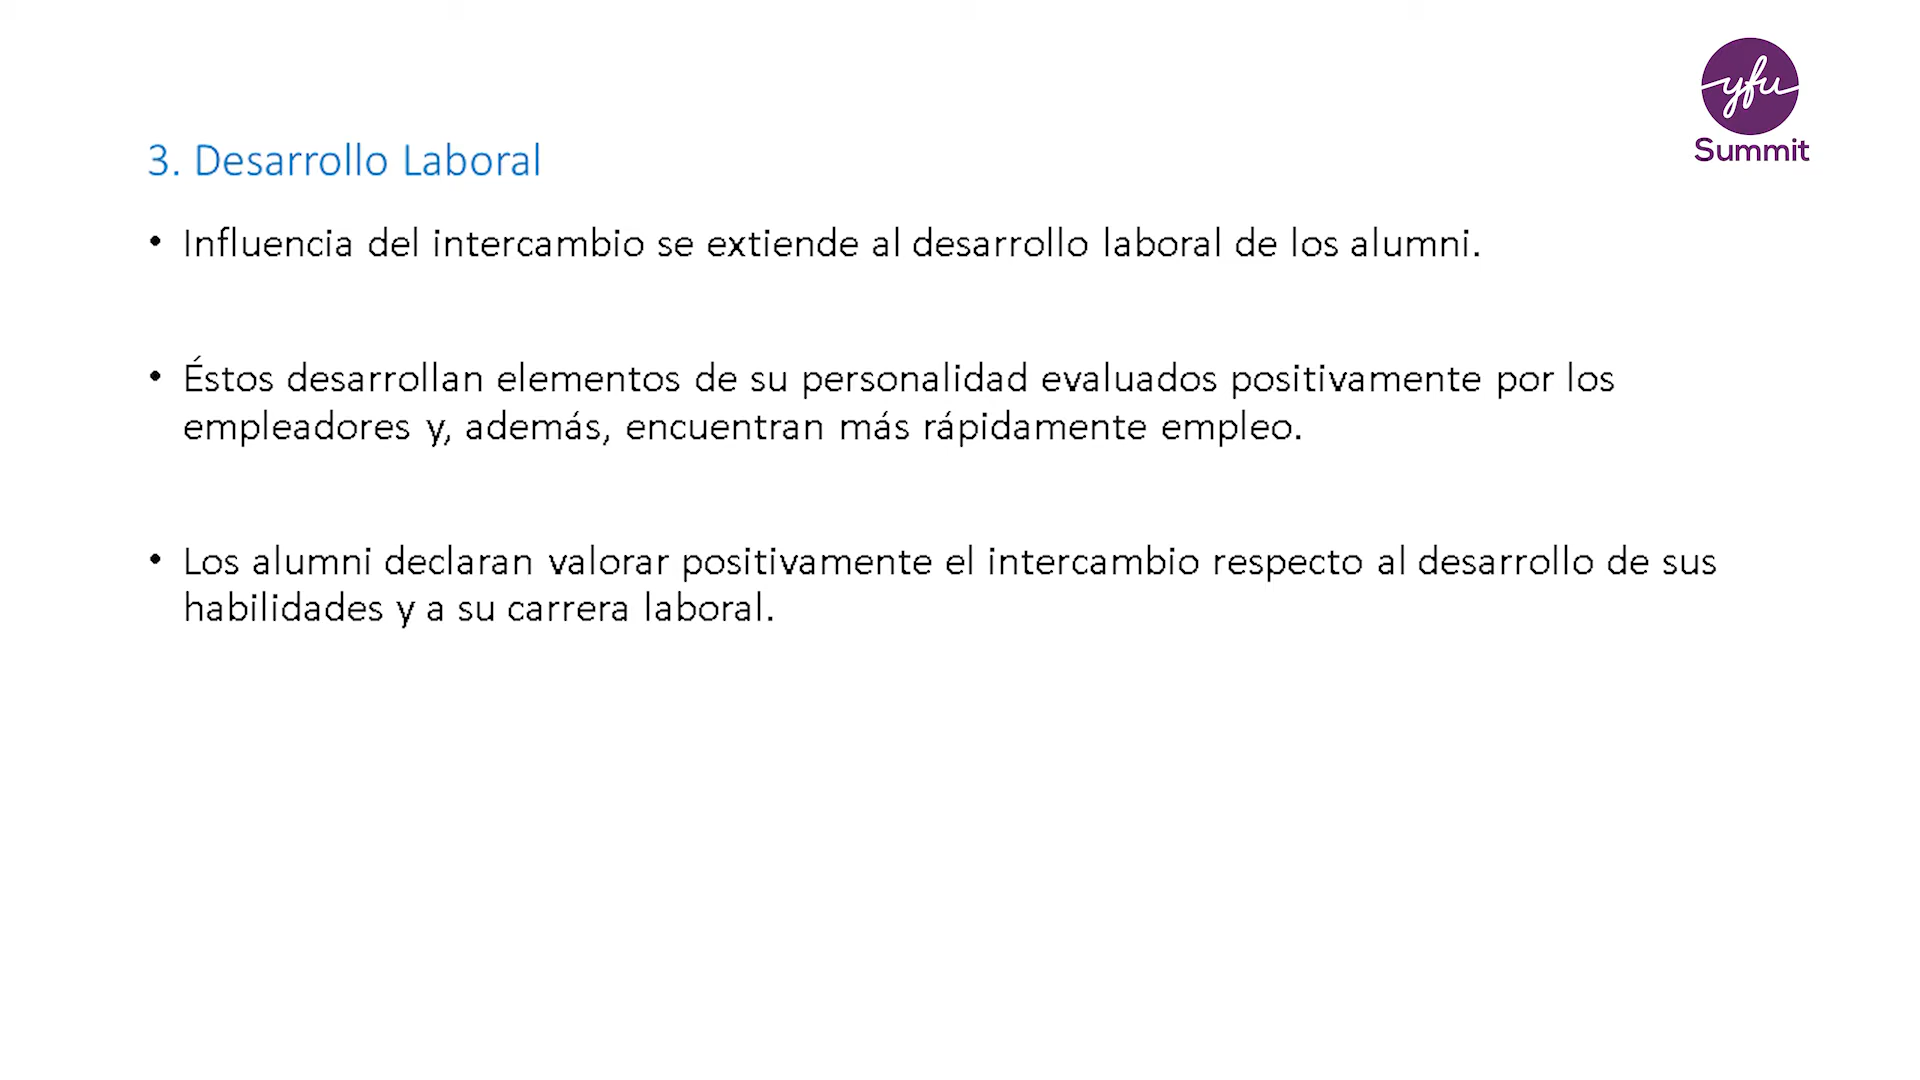 yfu
Summit
3. Desarrollo Laboral
• Influencia del intercambio se extiende al desarrollo laboral de los alumni.
• Éstos desarrollan elementos de su personalidad evaluados positivamente por los
empleadores y, además, encuentran más rápidamente empleo.
• Los alumni declaran valorar positivamente el intercambio respecto al desarrollo de sus
habilidades y a su carrera laboral.